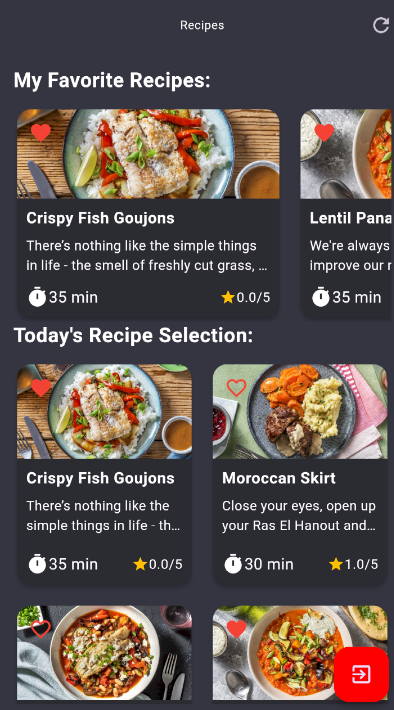 Recipes
My Favorite Recipes:
Crispy Fish Goujons
There's nothing like the simple things
in life - the smell of freshly cut grass, ...
35 min
0.0/5
Lentil Pana
We're always
improve our r
35 min
Today's Recipe Selection:
Crispy Fish Goujons
There's nothing like the
simple things in life - th...
35 min
0.0/5
Moroccan Skirt
Close your eyes, open up
your Ras El Hanout and...
30 min
1.0/5